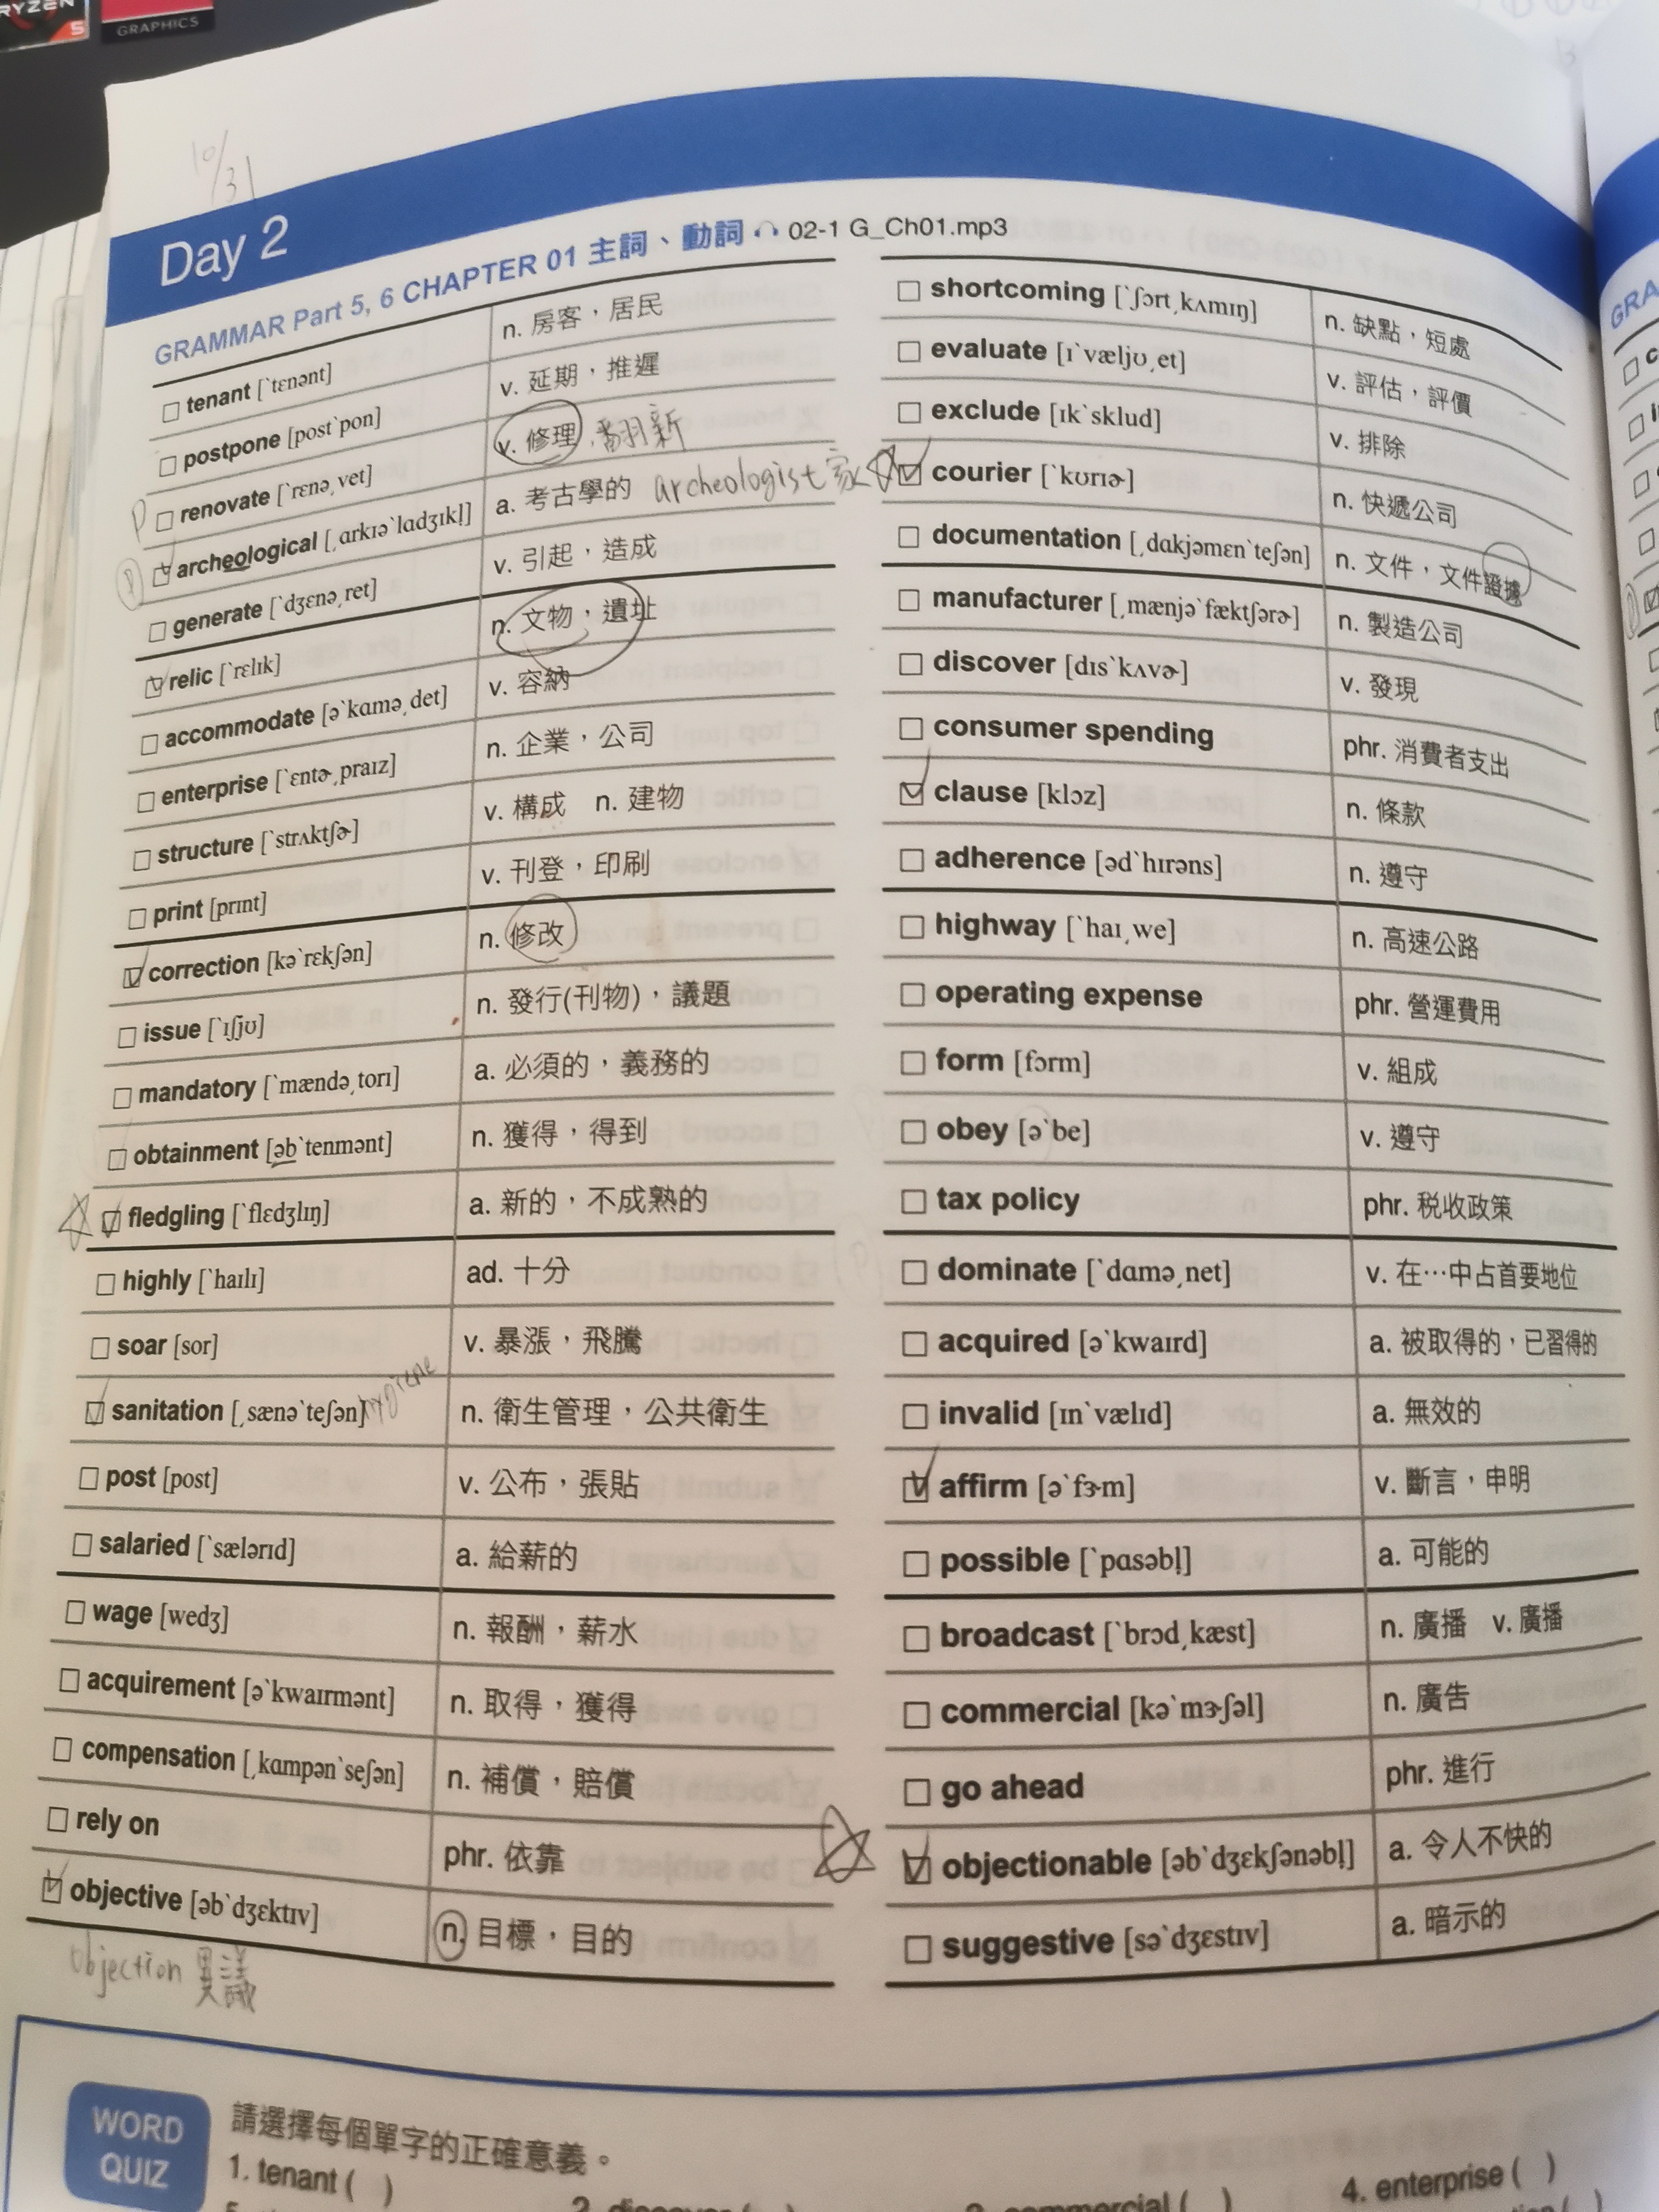 RYZEN
5
GRAPHICS
10/31
Day 2
GRAMMAR Part 5, 6 CHAPTER 01 主詞、動詞 02-1 G_Ch01.mp3
tenant [ˋtɛnənt] n. 房客，居民
postpone [postˋpon] v. 延期，推遲
renovate [ˋrɛnəˏvet] v. 修理 翻新
archeological [ˏɑrkɪəˋlɑdʒɪkḷ] a. 考古學的 archeologist 家
generate [ˋdʒɛnəˏret] v. 引起，造成
relic [ˋrɛlɪk] n. 文物，遺址
accommodate [əˋkɑməˏdet] v. 容納
enterprise [ˋɛntɚˏpraɪz] n. 企業，公司
structure [ˋstrʌktʃɚ] v. 構成 n. 建物
print [prɪnt] v. 刊登，印刷
correction [kəˋrɛkʃən] n. 修改
issue [ˋɪʃjʊ] n. 發行(刊物)，議題
mandatory [ˋmændəˏtorɪ] a. 必須的，義務的
obtainment [əbˋtenmənt] n. 獲得，得到
fledgling [ˋflɛdʒlɪŋ] a. 新的，不成熟的
highly [ˋhaɪlɪ] ad. 十分
soar [sor] v. 暴漲，飛騰
sanitation [ˏsænəˋteʃən] hygiene n. 衛生管理，公共衛生
post [post] v. 公布，張貼
salaried [ˋsælərɪd] a. 給薪的
wage [wedʒ] n. 報酬，薪水
acquirement [əˋkwaɪrmənt] n. 取得，獲得
compensation [ˏkɑmpənˋseʃən] n. 補償，賠償
rely on phr. 依靠
objective [əbˋdʒɛktɪv] n. 目標，目的
objection 異議
shortcoming [ˋʃɔrtˏkʌmɪŋ] n. 缺點，短處
evaluate [ɪˋvæljʊˏet] v. 評估，評價
exclude [ɪkˋsklud] v. 排除
courier [ˋkʊrɪɚ] n. 快遞公司
documentation [ˏdɑkjəmɛnˋteʃən] n. 文件，文件證據
manufacturer [ˏmænjəˋfæktʃərɚ] n. 製造公司
discover [dɪsˋkʌvɚ] v. 發現
consumer spending phr. 消費者支出
clause [klɔz] n. 條款
adherence [ədˋhɪrəns] n. 遵守
highway [ˋhaɪˏwe] n. 高速公路
operating expense phr. 營運費用
form [fɔrm] v. 組成
obey [əˋbe] v. 遵守
tax policy phr. 稅收政策
dominate [ˋdɑməˏnet] v. 在⋯中占首要地位
acquired [əˋkwaɪrd] a. 被取得的，已習得的
invalid [ɪnˋvælɪd] a. 無效的
affirm [əˋfɝm] v. 斷言，申明
possible [ˋpɑsəbḷ] a. 可能的
broadcast [ˋbrɔdˏkæst] n. 廣播 v. 廣播
commercial [kəˋmɝʃəl] n. 廣告
go ahead phr. 進行
objectionable [əbˋdʒɛkʃənəbḷ] a. 令人不快的
suggestive [səˋdʒɛstɪv] a. 暗示的
WORD
QUIZ
請選擇每個單字的正確意義。
1. tenant ( ) 2. discover ( ) 3. commercial ( ) 4. enterprise ( )